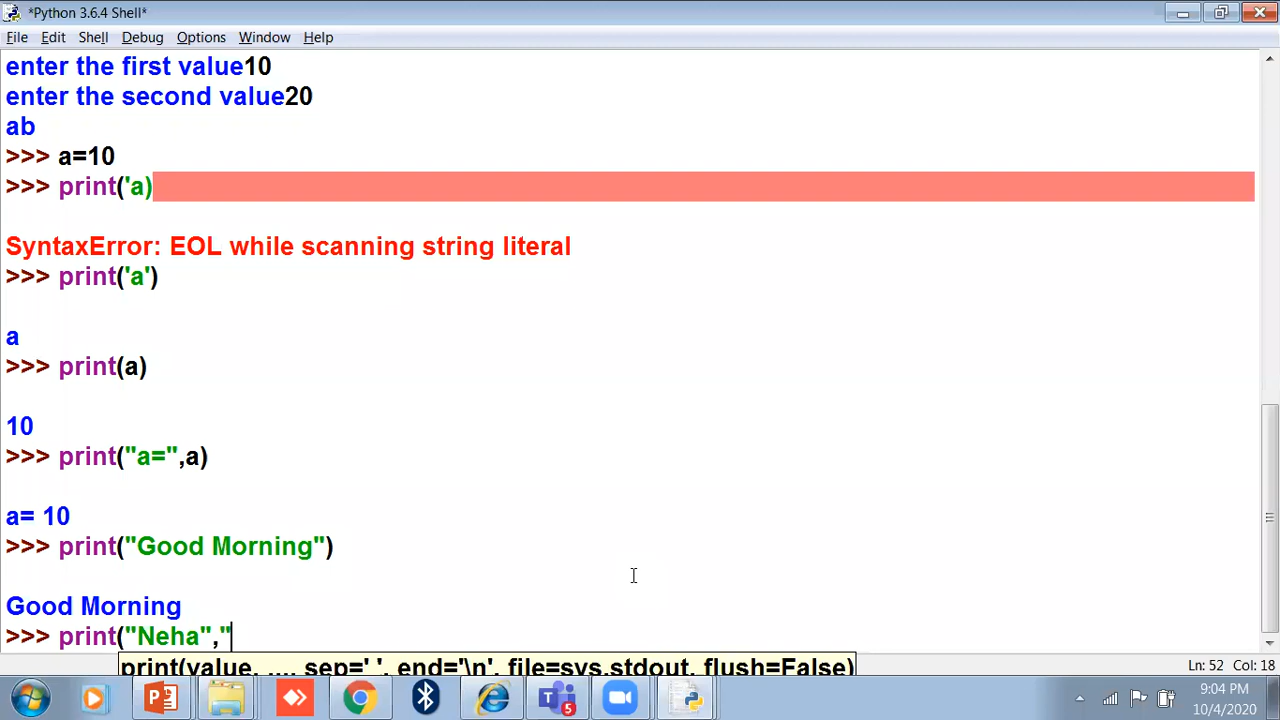 *Python 3.6.4 Shell*
File Edit Shell Debug Options Window Help
enter the first value10
enter the second value20
ab
>>> a=10
>>> print('a)
SyntaxError: EOL while scanning string literal
>>> print('a')
a
>>> print(a)
10
>>> print("a=",a)
a= 10
>>> print("Good Morning")
Good Morning
>>> print("Neha","
print(value, ..., sep=' ', end='\n', file=sys.stdout, flush=False)
Ln: 52 Col: 18
5
9:04 PM
10/4/2020